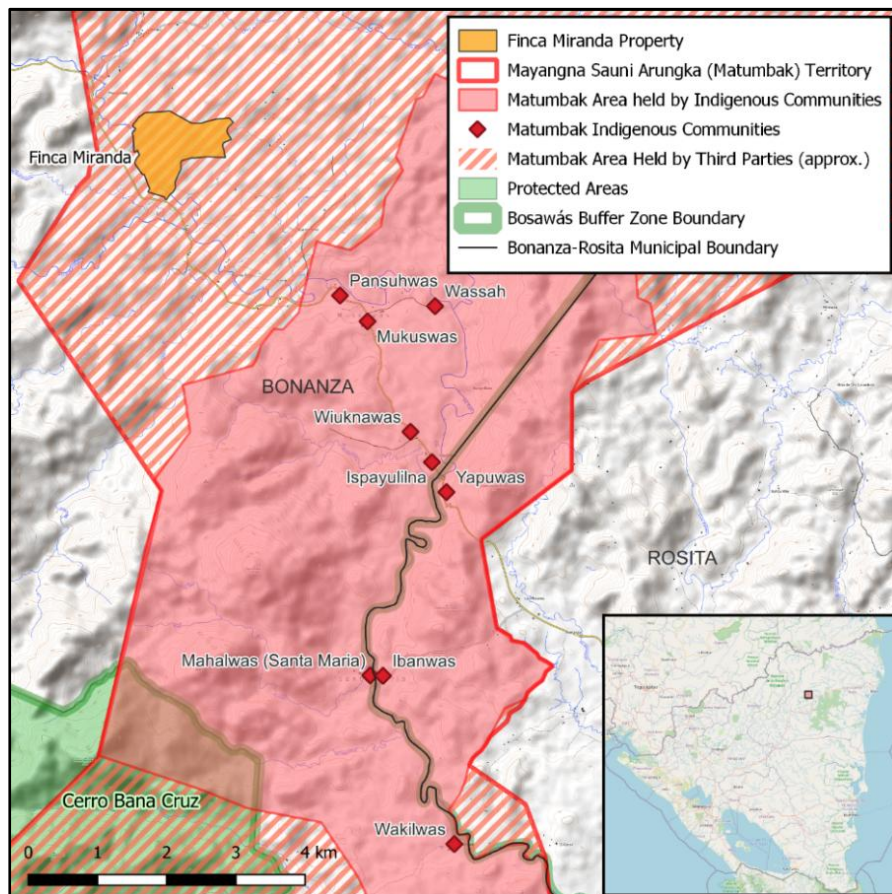 Finca Miranda Property
Mayangna Sauni Arungka (Matumbak) Territory
Matumbak Area held by Indigenous Communities
Matumbak Indigenous Communities
Matumbak Area Held by Third Parties (approx.)
Protected Areas
Bosawás Buffer Zone Boundary
Bonanza-Rosita Municipal Boundary
Finca Miranda
Pansuhwas
Wassah
Mukuswas
BONANZA
Wiuknawas
Ispayulilna
Yapuwas
ROSITA
Mahalwas (Santa Maria)
Ibanwas
Cerro Bana Cruz
Wakilwas
0 1 2 3 4 km